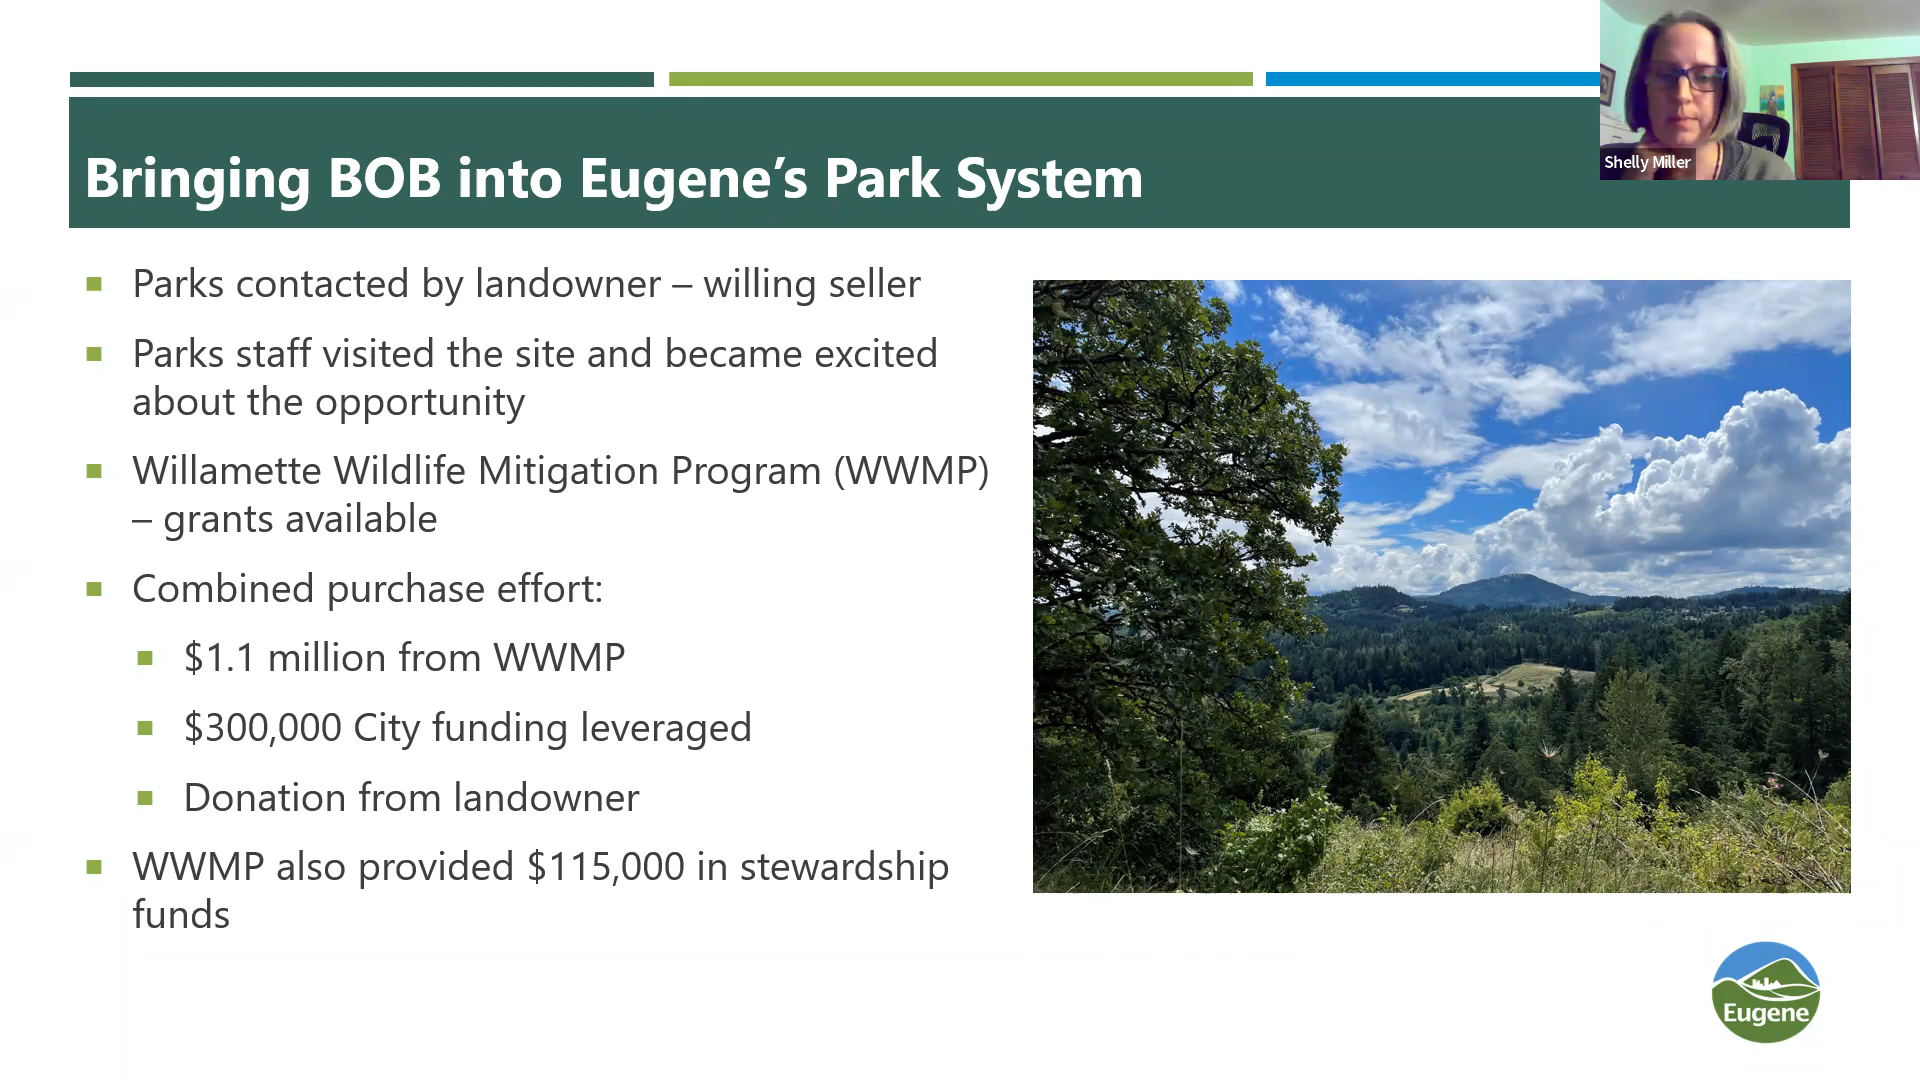 Bringing BOB into Eugene’s Park System
Shelly Miller
Parks contacted by landowner – willing seller
Parks staff visited the site and became excited
about the opportunity
Willamette Wildlife Mitigation Program (WWMP)
– grants available
Combined purchase effort:
$1.1 million from WWMP
$300,000 City funding leveraged
Donation from landowner
WWMP also provided $115,000 in stewardship
funds
Eugene